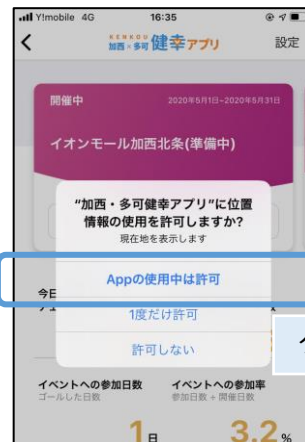 Y!mobile 4G 16:35
KENKOU
加西×多可 健幸アプリ 設定
開催中 2020年5月1日~2020年5月31日
イオンモール加西北条(準備中)
"加西・多可健幸アプリ"に位置
情報の使用を許可しますか?
現在地を表示します
Appの使用中は許可
今日
1度だけ許可
許可しない
イベントへの参加日数 イベントへの参加率
ゴールした日数 参加日数 ÷ 開催日数
1日 3.2%